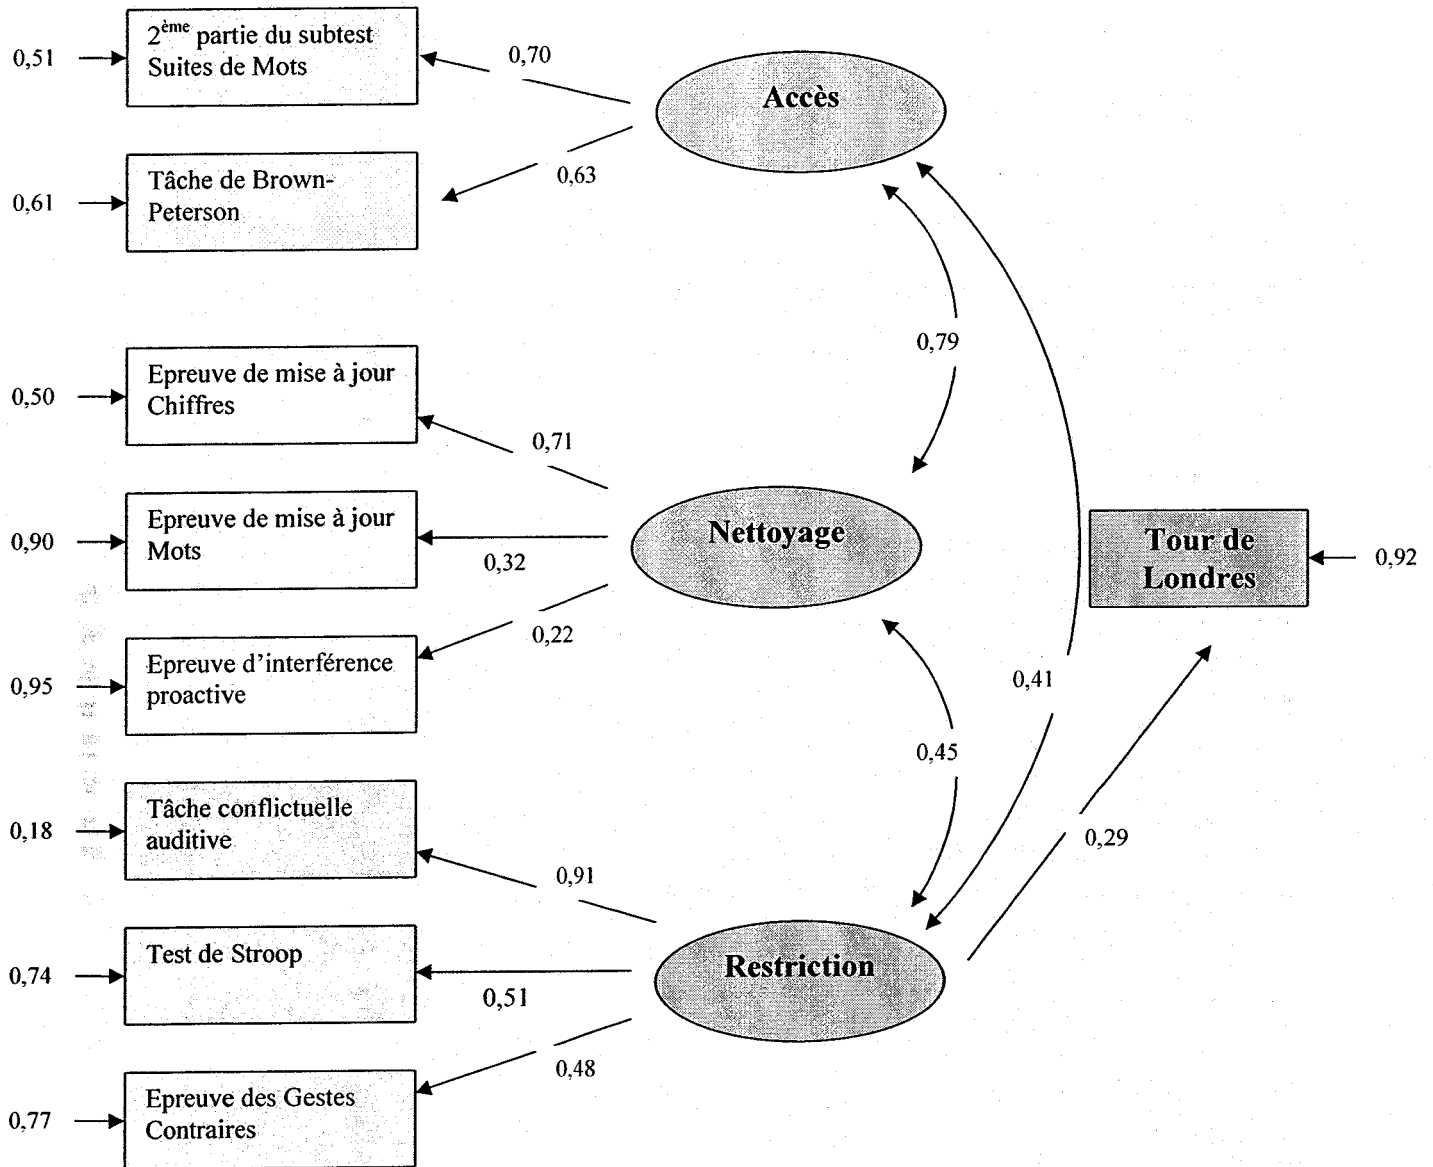 2ème partie du subtest
Suites de Mots
0,51
0,70
Accès
Tâche de Brown-
Peterson
0,61
0,63
0,79
Epreuve de mise à jour
Chiffres
0,50
0,71
Epreuve de mise à jour
Mots
0,90
0,32
Nettoyage
Tour de
Londres
0,92
0,22
Epreuve d'interférence
proactive
0,95
0,41
0,45
Tâche conflictuelle
auditive
0,18
0,29
0,91
Test de Stroop
0,74
0,51
Restriction
0,48
Epreuve des Gestes
Contraires
0,77